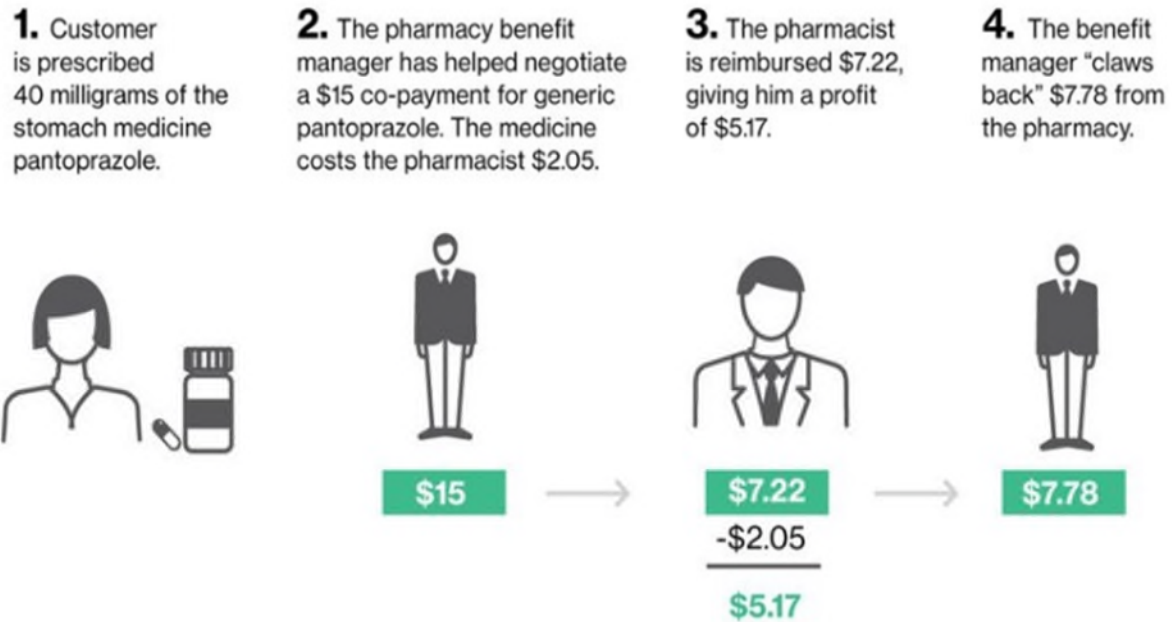 1. Customer
is prescribed
40 milligrams of the
stomach medicine
pantoprazole.
2. The pharmacy benefit
manager has helped negotiate
a $15 co-payment for generic
pantoprazole. The medicine
costs the pharmacist $2.05.
3. The pharmacist
is reimbursed $7.22,
giving him a profit
of $5.17.
4. The benefit
manager “claws
back” $7.78 from
the pharmacy.
$15
$7.22
-$2.05
$5.17
$7.78